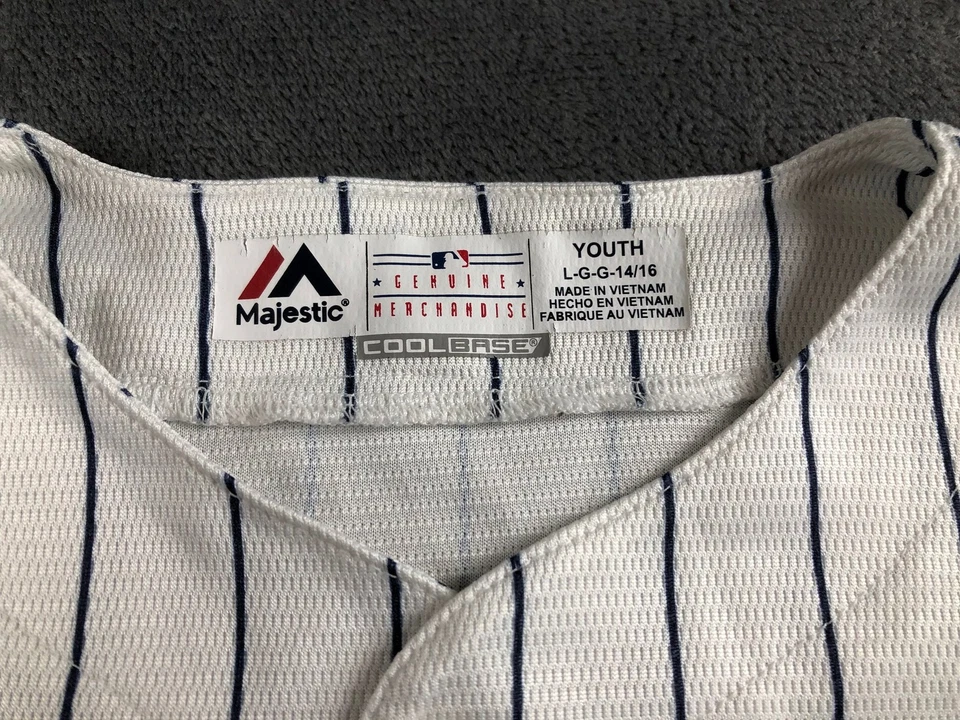 Majestic®
GENUINE
MERCHANDISE
COOLBASE®
YOUTH
L-G-G-14/16
MADE IN VIETNAM
HECHO EN VIETNAM
FABRIQUE AU VIETNAM